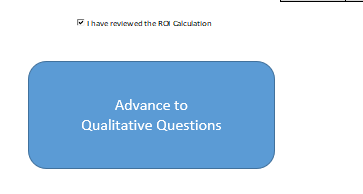 I have reviewed the ROI Calculation
Advance to
Qualitative Questions